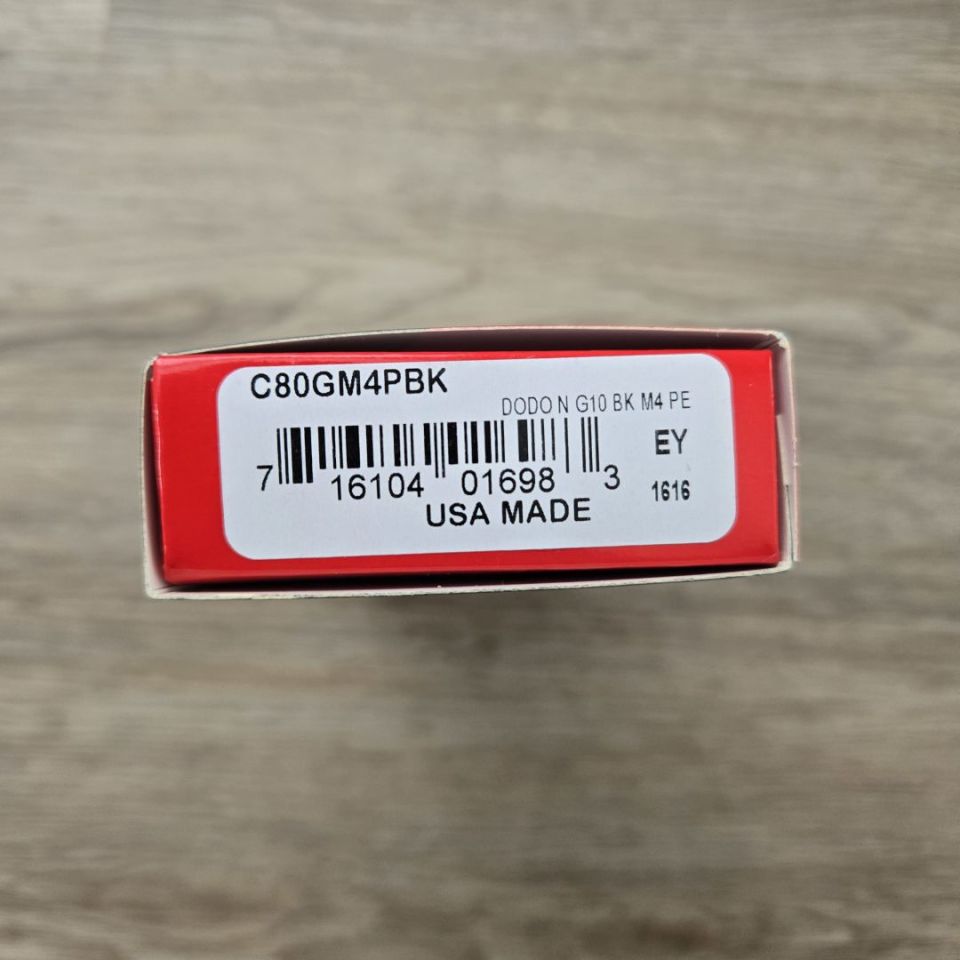 C80GM4PBK
DODO N G10 BK M4 PE
EY
7 16104 01698 3
1616
USA MADE